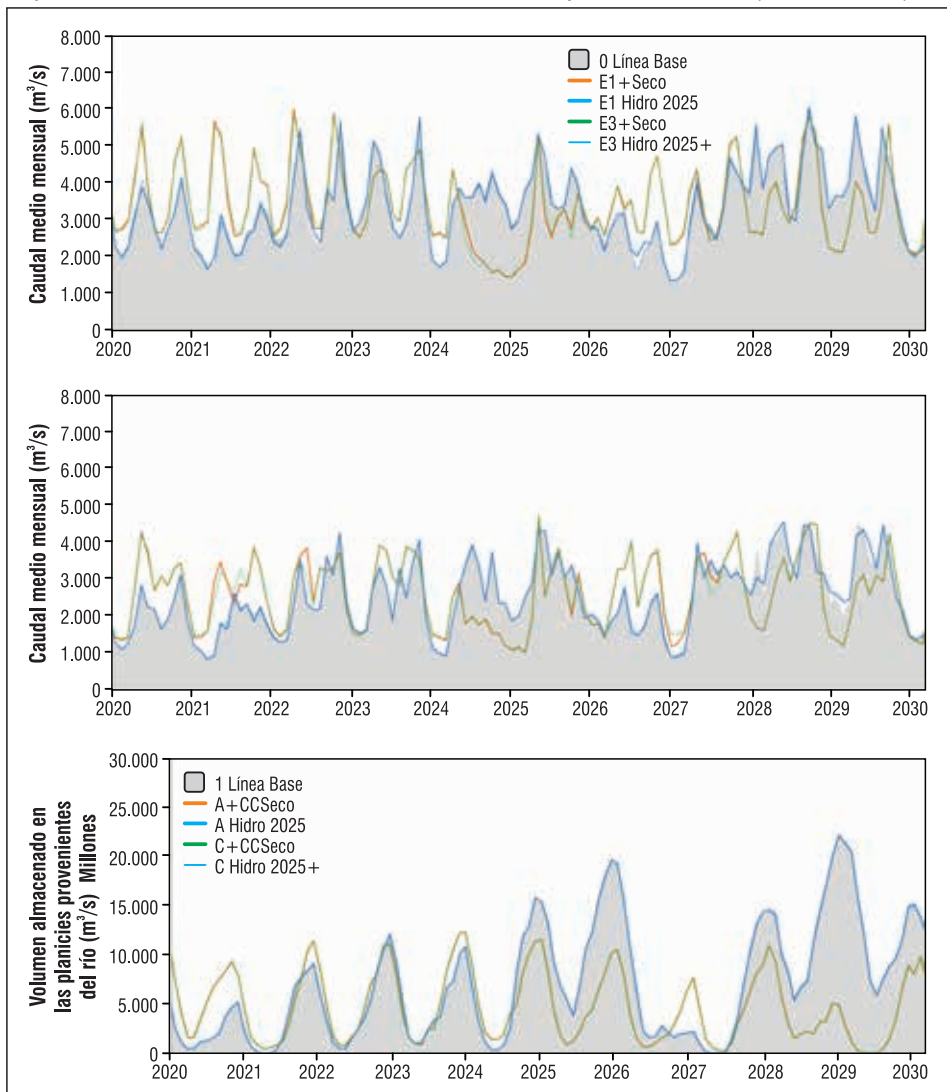 8.000
7.000
6.000
5.000
4.000
3.000
2.000
1.000
0
Caudal medio mensual (m³/s)
0 Línea Base
E1+Seco
E1 Hidro 2025
E3+Seco
E3 Hidro 2025+
2020 2021 2022 2023 2024 2025 2026 2027 2028 2029 2030
8.000
7.000
6.000
5.000
4.000
3.000
2.000
1.000
0
Caudal medio mensual (m³/s)
2020 2021 2022 2023 2024 2025 2026 2027 2028 2029 2030
30.000
25.000
20.000
15.000
10.000
5.000
0
Volumen almacenado en
las planicies provenientes
del río (m³/s) Millones
1 Línea Base
A+CCSeco
A Hidro 2025
C+CCSeco
C Hidro 2025+
2020 2021 2022 2023 2024 2025 2026 2027 2028 2029 2030